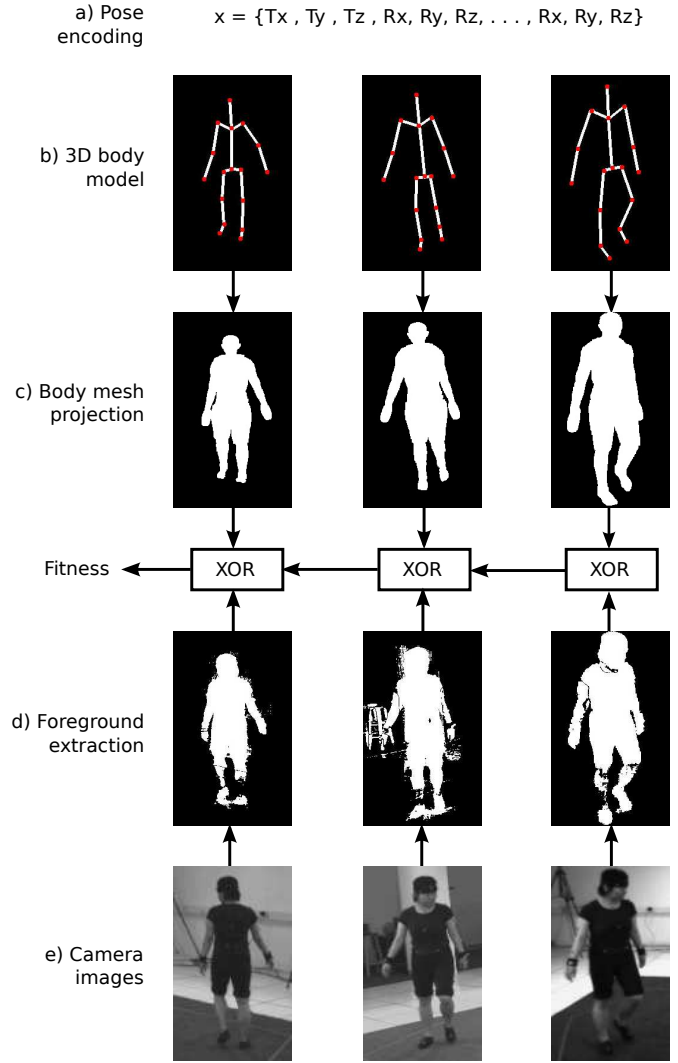 a) Pose
encoding
x = {Tx , Ty , Tz , Rx, Ry, Rz, . . . , Rx, Ry, Rz}
b) 3D body
model
c) Body mesh
projection
Fitness
XOR
XOR
XOR
d) Foreground
extraction
e) Camera
images